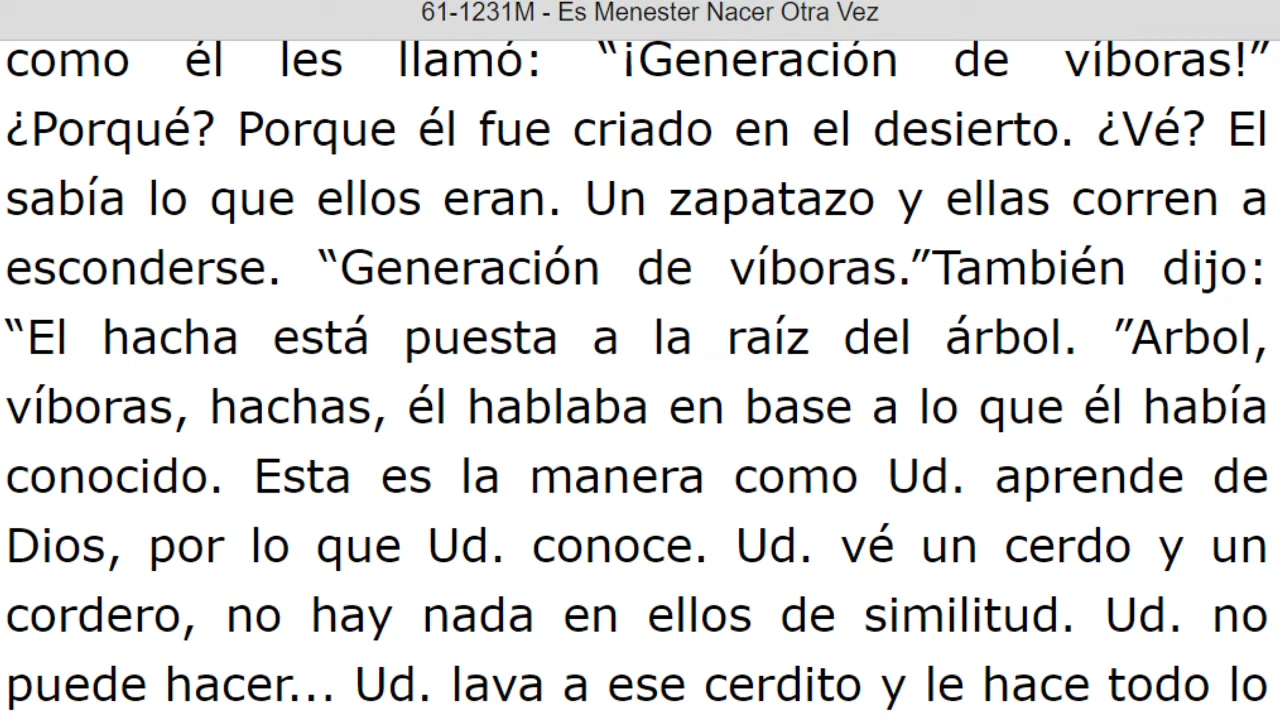 61-1231M - Es Menester Nacer Otra Vez
como él les llamó: “¡Generación de víboras!”
¿Porqué? Porque él fue criado en el desierto. ¿Vé? El
sabía lo que ellos eran. Un zapatazo y ellas corren a
esconderse. “Generación de víboras.”También dijo:
“El hacha está puesta a la raíz del árbol. ”Arbol,
víboras, hachas, él hablaba en base a lo que él había
conocido. Esta es la manera como Ud. aprende de
Dios, por lo que Ud. conoce. Ud. vé un cerdo y un
cordero, no hay nada en ellos de similitud. Ud. no
puede hacer... Ud. lava a ese cerdito y le hace todo lo